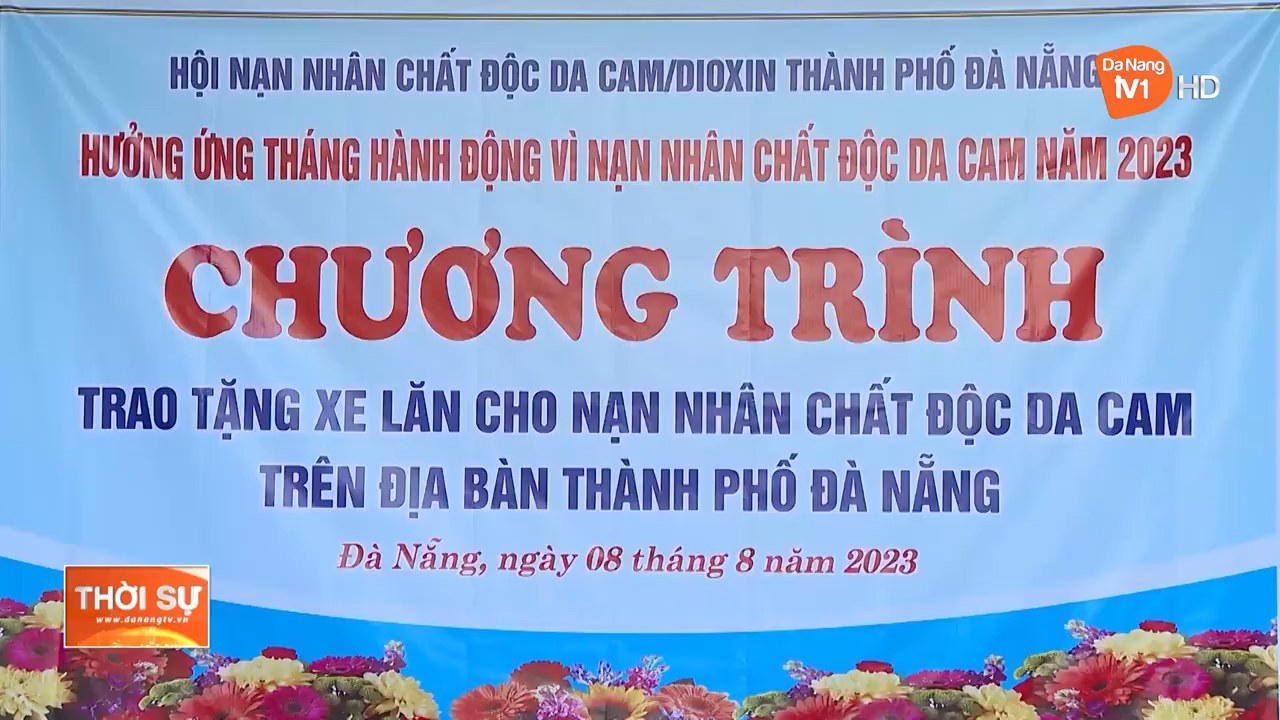 HỘI NẠN NHÂN CHẤT ĐỘC DA CAM/DIOXIN THÀNH PHỐ ĐÀ NẴNG
Da Nang
TV1 HD
HƯỞNG ỨNG THÁNG HÀNH ĐỘNG VÌ NẠN NHÂN CHẤT ĐỘC DA CAM NĂM 2023
CHƯƠNG TRÌNH
TRAO TẶNG XE LĂN CHO NẠN NHÂN CHẤT ĐỘC DA CAM
TRÊN ĐỊA BÀN THÀNH PHỐ ĐÀ NẴNG
Đà Nẵng, ngày 08 tháng 8 năm 2023
THỜI SỰ
www.danangtv.vn